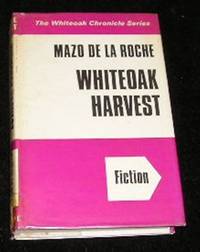 The Whiteoak Chronicle Series
MAZO DE LA ROCHE
WHITEOAK
HARVEST
Fiction